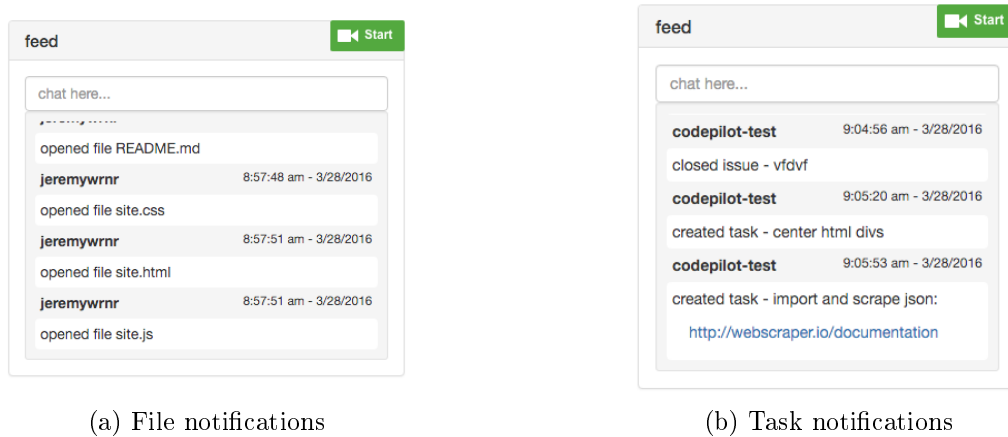 feed
Start
chat here...
opened file README.md
jeremywrnr 8:57:48 am - 3/28/2016
opened file site.css
jeremywrnr 8:57:51 am - 3/28/2016
opened file site.html
jeremywrnr 8:57:51 am - 3/28/2016
opened file site.js
(a) File notifications
feed
Start
chat here...
codepilot-test 9:04:56 am - 3/28/2016
closed issue - vfdvf
codepilot-test 9:05:20 am - 3/28/2016
created task - center html divs
codepilot-test 9:05:53 am - 3/28/2016
created task - import and scrape json:
http://webscraper.io/documentation
(b) Task notifications